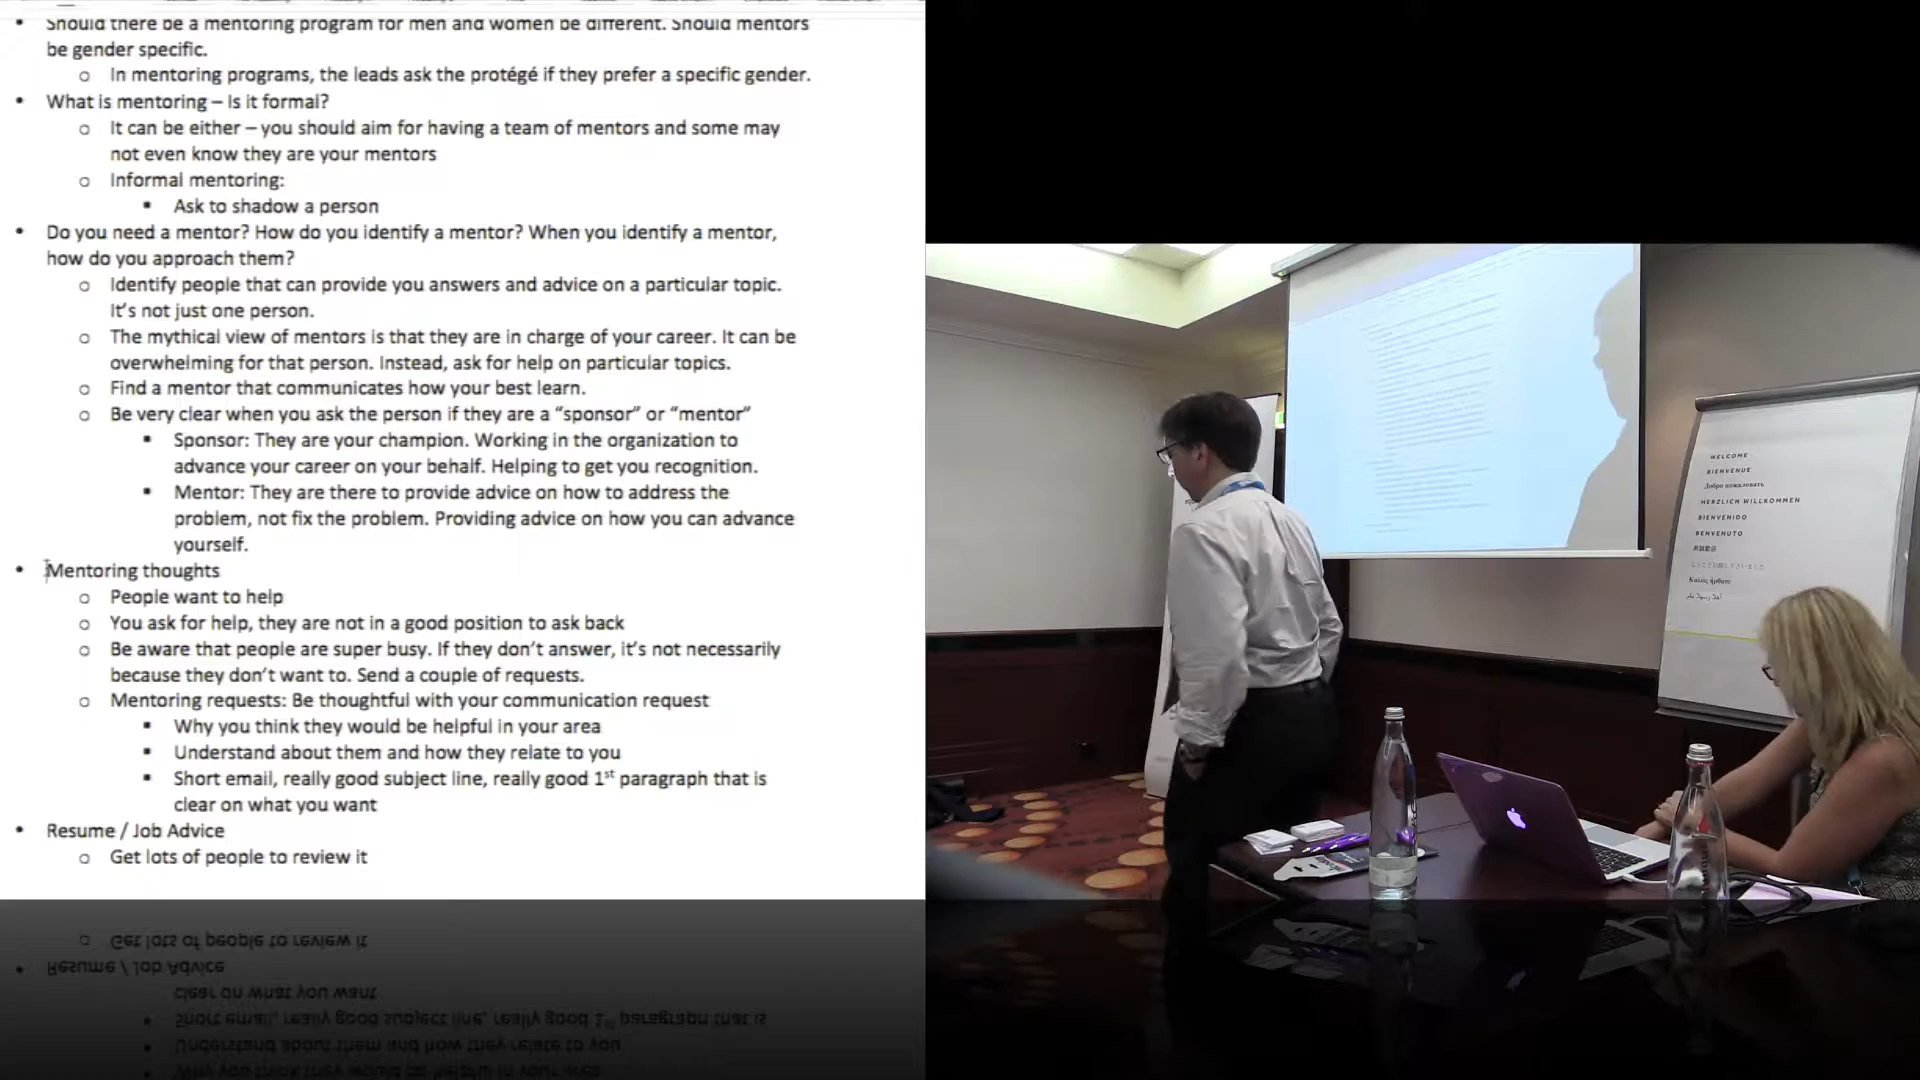 Should there be a mentoring program for men and women be different. Should mentors
be gender specific.
In mentoring programs, the leads ask the protégé if they prefer a specific gender.
What is mentoring – Is it formal?
It can be either – you should aim for having a team of mentors and some may
not even know they are your mentors
Informal mentoring:
Ask to shadow a person
Do you need a mentor? How do you identify a mentor? When you identify a mentor,
how do you approach them?
Identify people that can provide you answers and advice on a particular topic.
It's not just one person.
The mythical view of mentors is that they are in charge of your career. It can be
overwhelming for that person. Instead, ask for help on particular topics.
Find a mentor that communicates how your best learn.
Be very clear when you ask the person if they are a “sponsor” or “mentor”
Sponsor: They are your champion. Working in the organization to
advance your career on your behalf. Helping to get you recognition.
Mentor: They are there to provide advice on how to address the
problem, not fix the problem. Providing advice on how you can advance
yourself.
Mentoring thoughts
People want to help
You ask for help, they are not in a good position to ask back
Be aware that people are super busy. If they don't answer, it's not necessarily
because they don't want to. Send a couple of requests.
Mentoring requests: Be thoughtful with your communication request
Why you think they would be helpful in your area
Understand about them and how they relate to you
Short email, really good subject line, really good 1st paragraph that is
clear on what you want
Resume / Job Advice
Get lots of people to review it
WELCOME
BIENVENUE
Добро пожаловать
HERZLICH WILLKOMMEN
BIENVENIDO
BENVENUTO